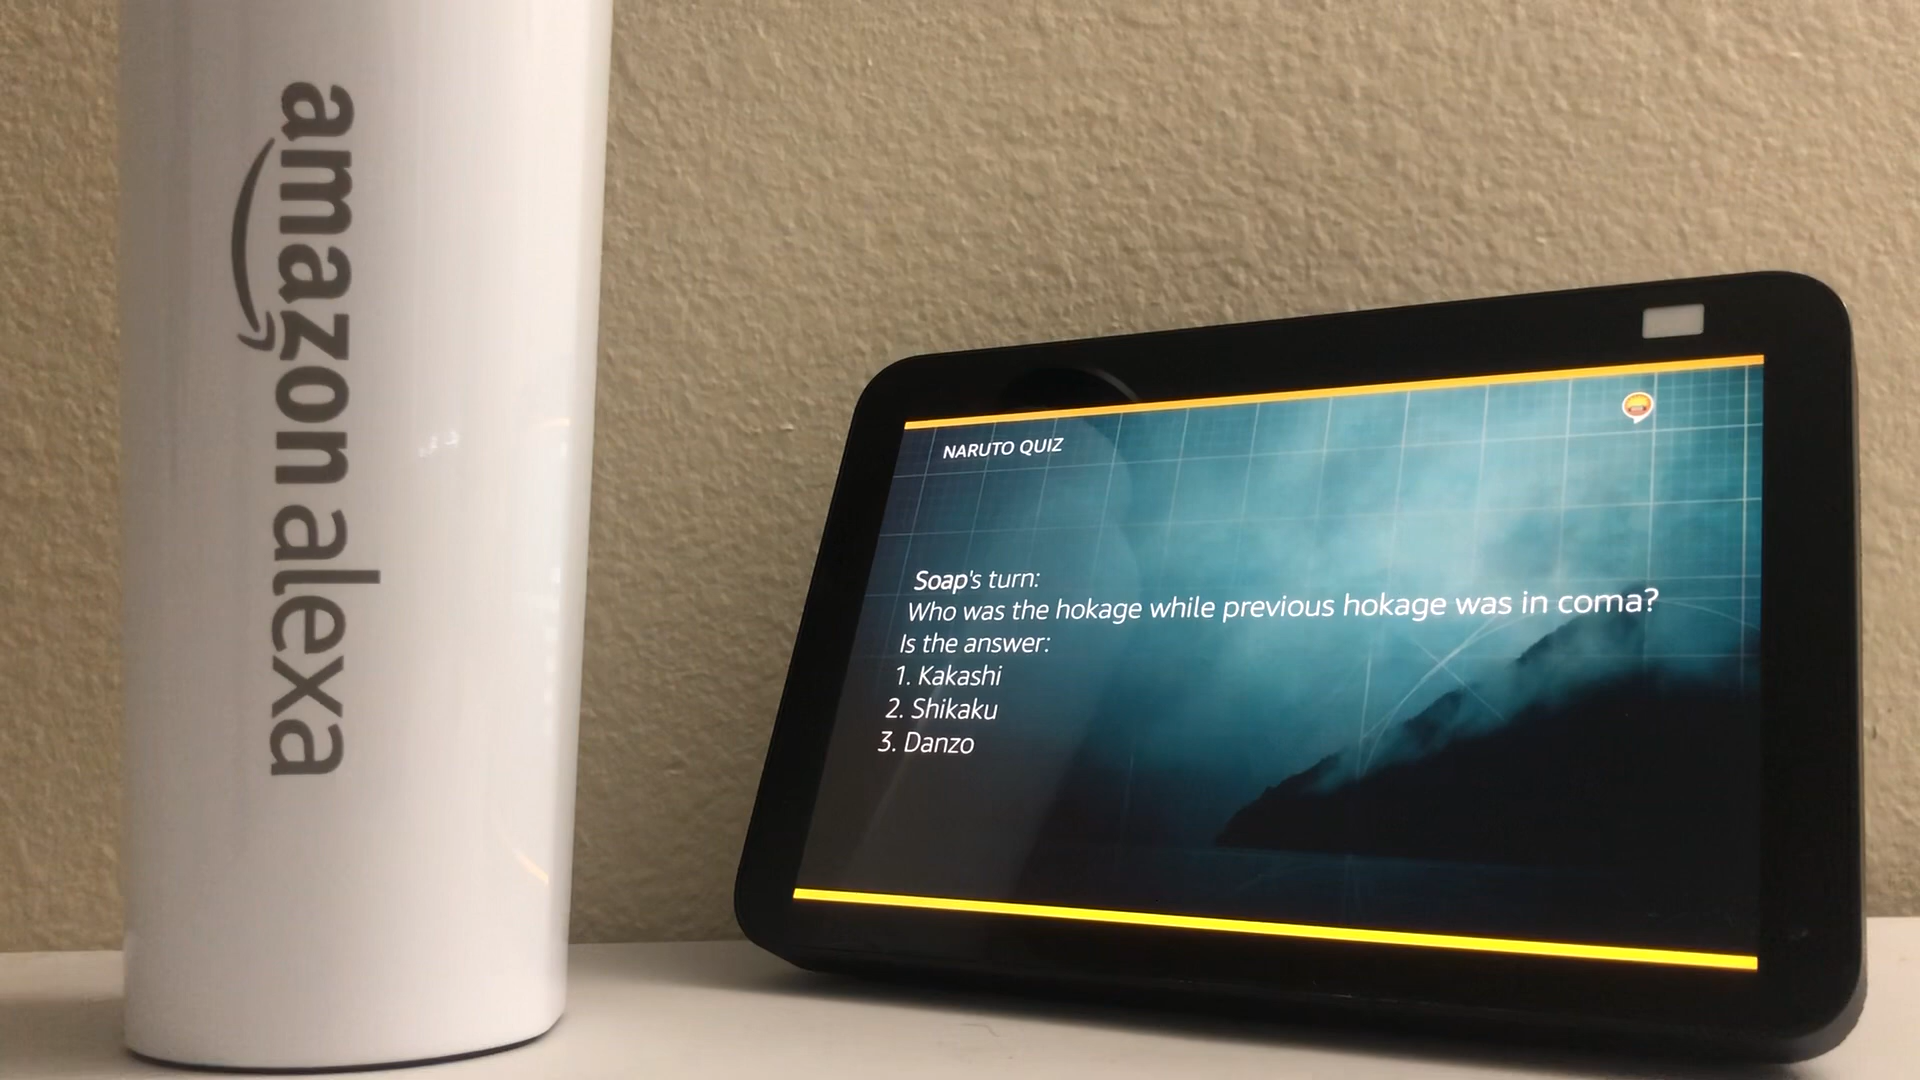 amazon alexa
NARUTO QUIZ
Soap's turn:
Who was the hokage while previous hokage was in coma?
Is the answer:
1. Kakashi
2. Shikaku
3. Danzo